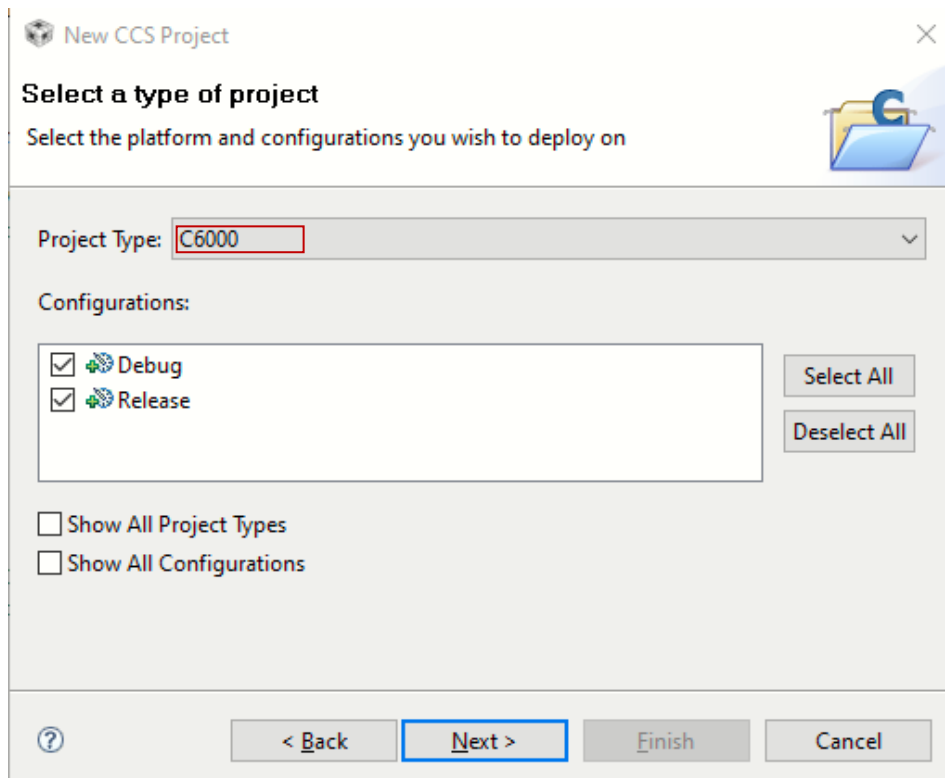 New CCS Project
Select a type of project
Select the platform and configurations you wish to deploy on
Project Type: C6000
Configurations:
Debug
Release
Select All
Deselect All
Show All Project Types
Show All Configurations
< Back Next > Finish Cancel